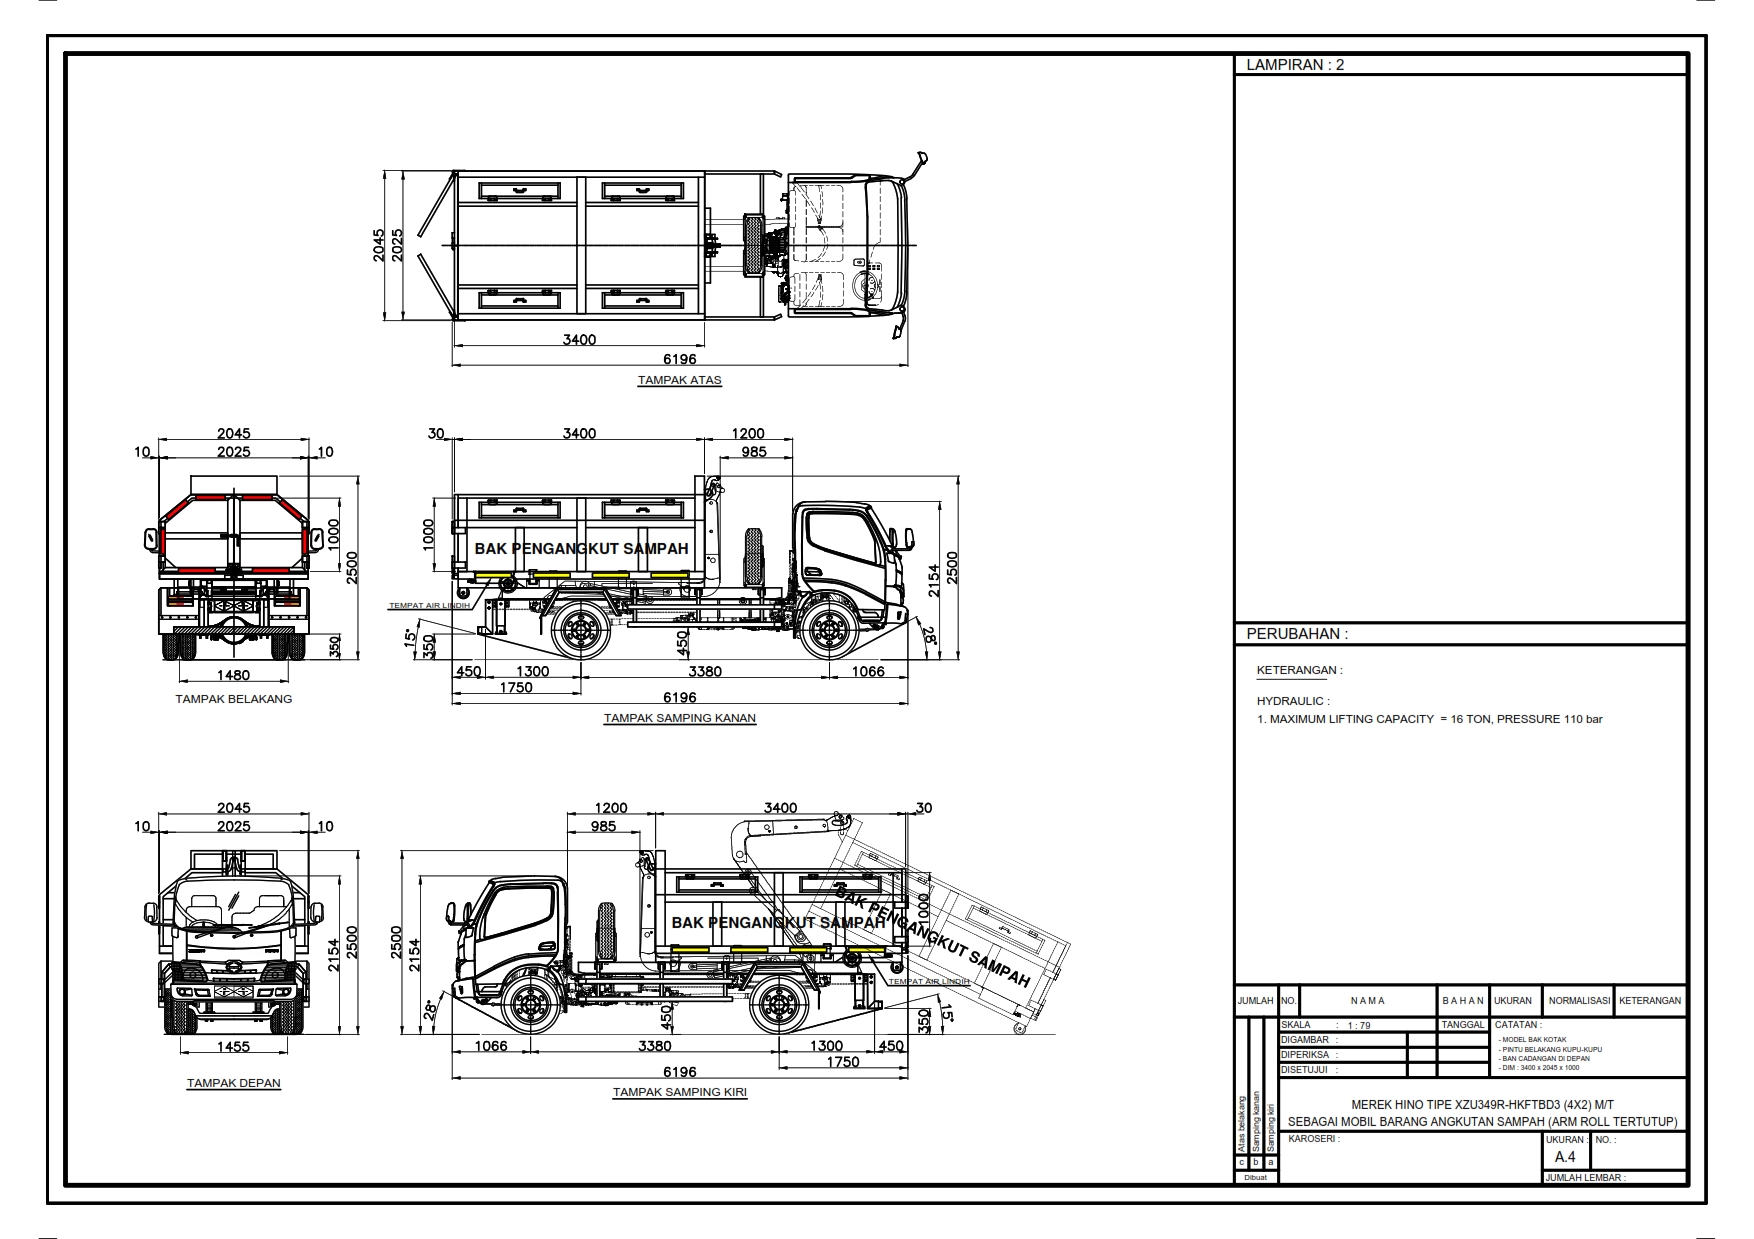 LAMPIRAN : 2
2045
2025
3400
6196
TAMPAK ATAS
2045
10
2025
10
1000
2500
350
1480
TAMPAK BELAKANG
30
3400
1200
985
1000
BAK PENGANGKUT SAMPAH
TEMPAT AIR LINDIH
15°
350
450
2154
2500
28°
450
1300
3380
1066
1750
6196
TAMPAK SAMPING KANAN
2045
10
2025
10
2154
2500
1455
TAMPAK DEPAN
1200
3400
30
985
2500
2154
BAK PENGANGKUT SAMPAH
BAK PENGANGKUT SAMPAH
1000
TEMPAT AIR LINDIH
28°
450
350
15°
1066
3380
1300
450
1750
6196
TAMPAK SAMPING KIRI
PERUBAHAN :
KETERANGAN :
HYDRAULIC :
1. MAXIMUM LIFTING CAPACITY = 16 TON, PRESSURE 110 bar
JUMLAH NO. N A M A B A H A N UKURAN NORMALISASI KETERANGAN
SKALA : 1 : 79 TANGGAL CATATAN :
DIGAMBAR :
DIPERIKSA :
DISETUJUI :
- MODEL BAK KOTAK
- PINTU BELAKANG KUPU-KUPU
- BAN CADANGAN DI DEPAN
- DIM : 3400 x 2045 x 1000
Atas belakang
Samping kanan
Samping kiri
c b a
Dibuat
MEREK HINO TIPE XZU349R-HKFTBD3 (4X2) M/T
SEBAGAI MOBIL BARANG ANGKUTAN SAMPAH (ARM ROLL TERTUTUP)
KAROSERI :
UKURAN : NO. :
A.4
JUMLAH LEMBAR :